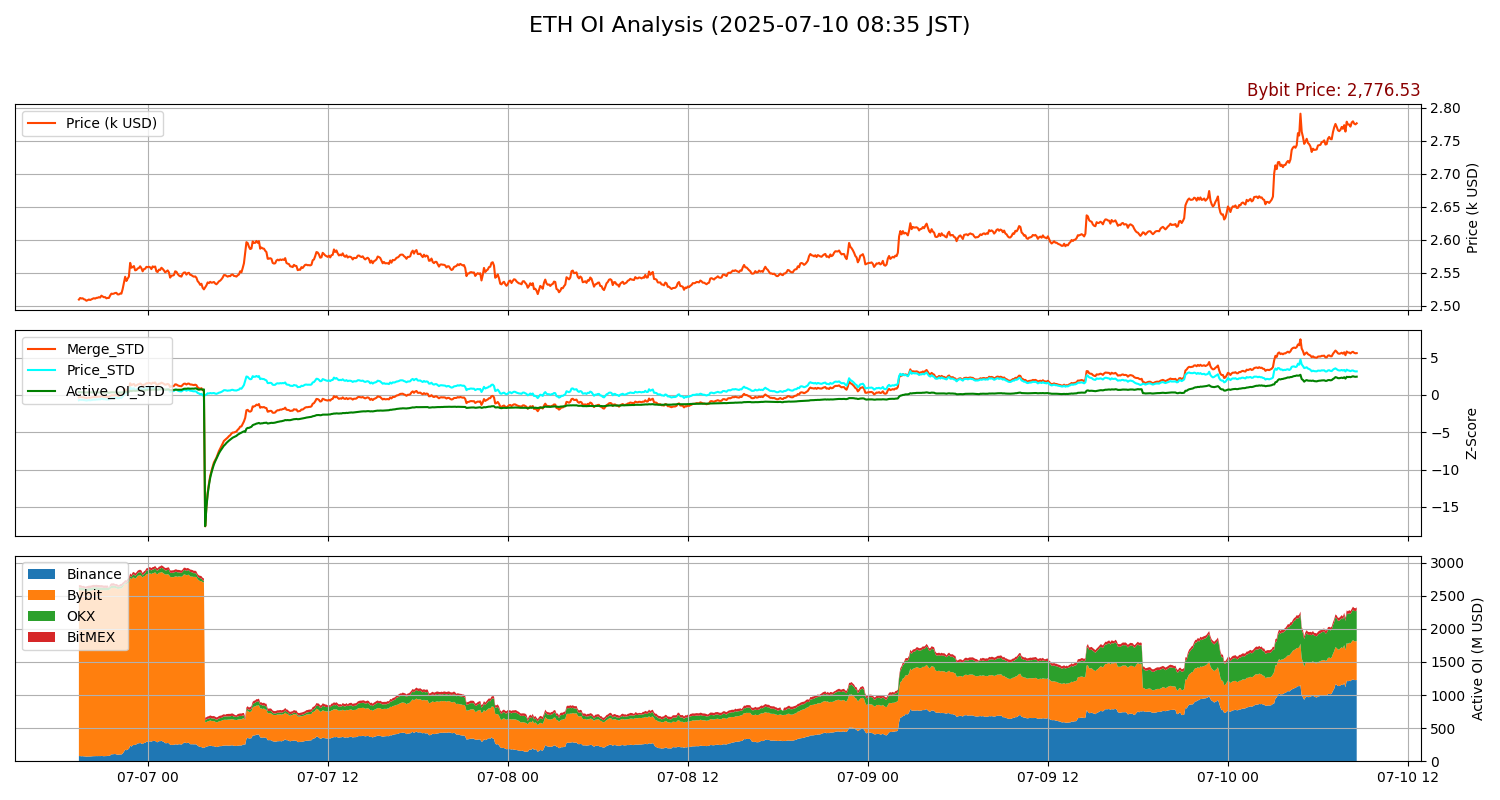 ETH OI Analysis (2025-07-10 08:35 JST)
Bybit Price: 2,776.53
Price (k USD)
2.80
2.75
2.70
2.65
2.60
2.55
2.50
Price (k USD)
Merge_STD
Price_STD
Active_OI_STD
5
0
−5
−10
−15
Z-Score
Binance
Bybit
OKX
BitMEX
3000
2500
2000
1500
1000
500
0
Active OI (M USD)
07-07 00
07-07 12
07-08 00
07-08 12
07-09 00
07-09 12
07-10 00
07-10 12